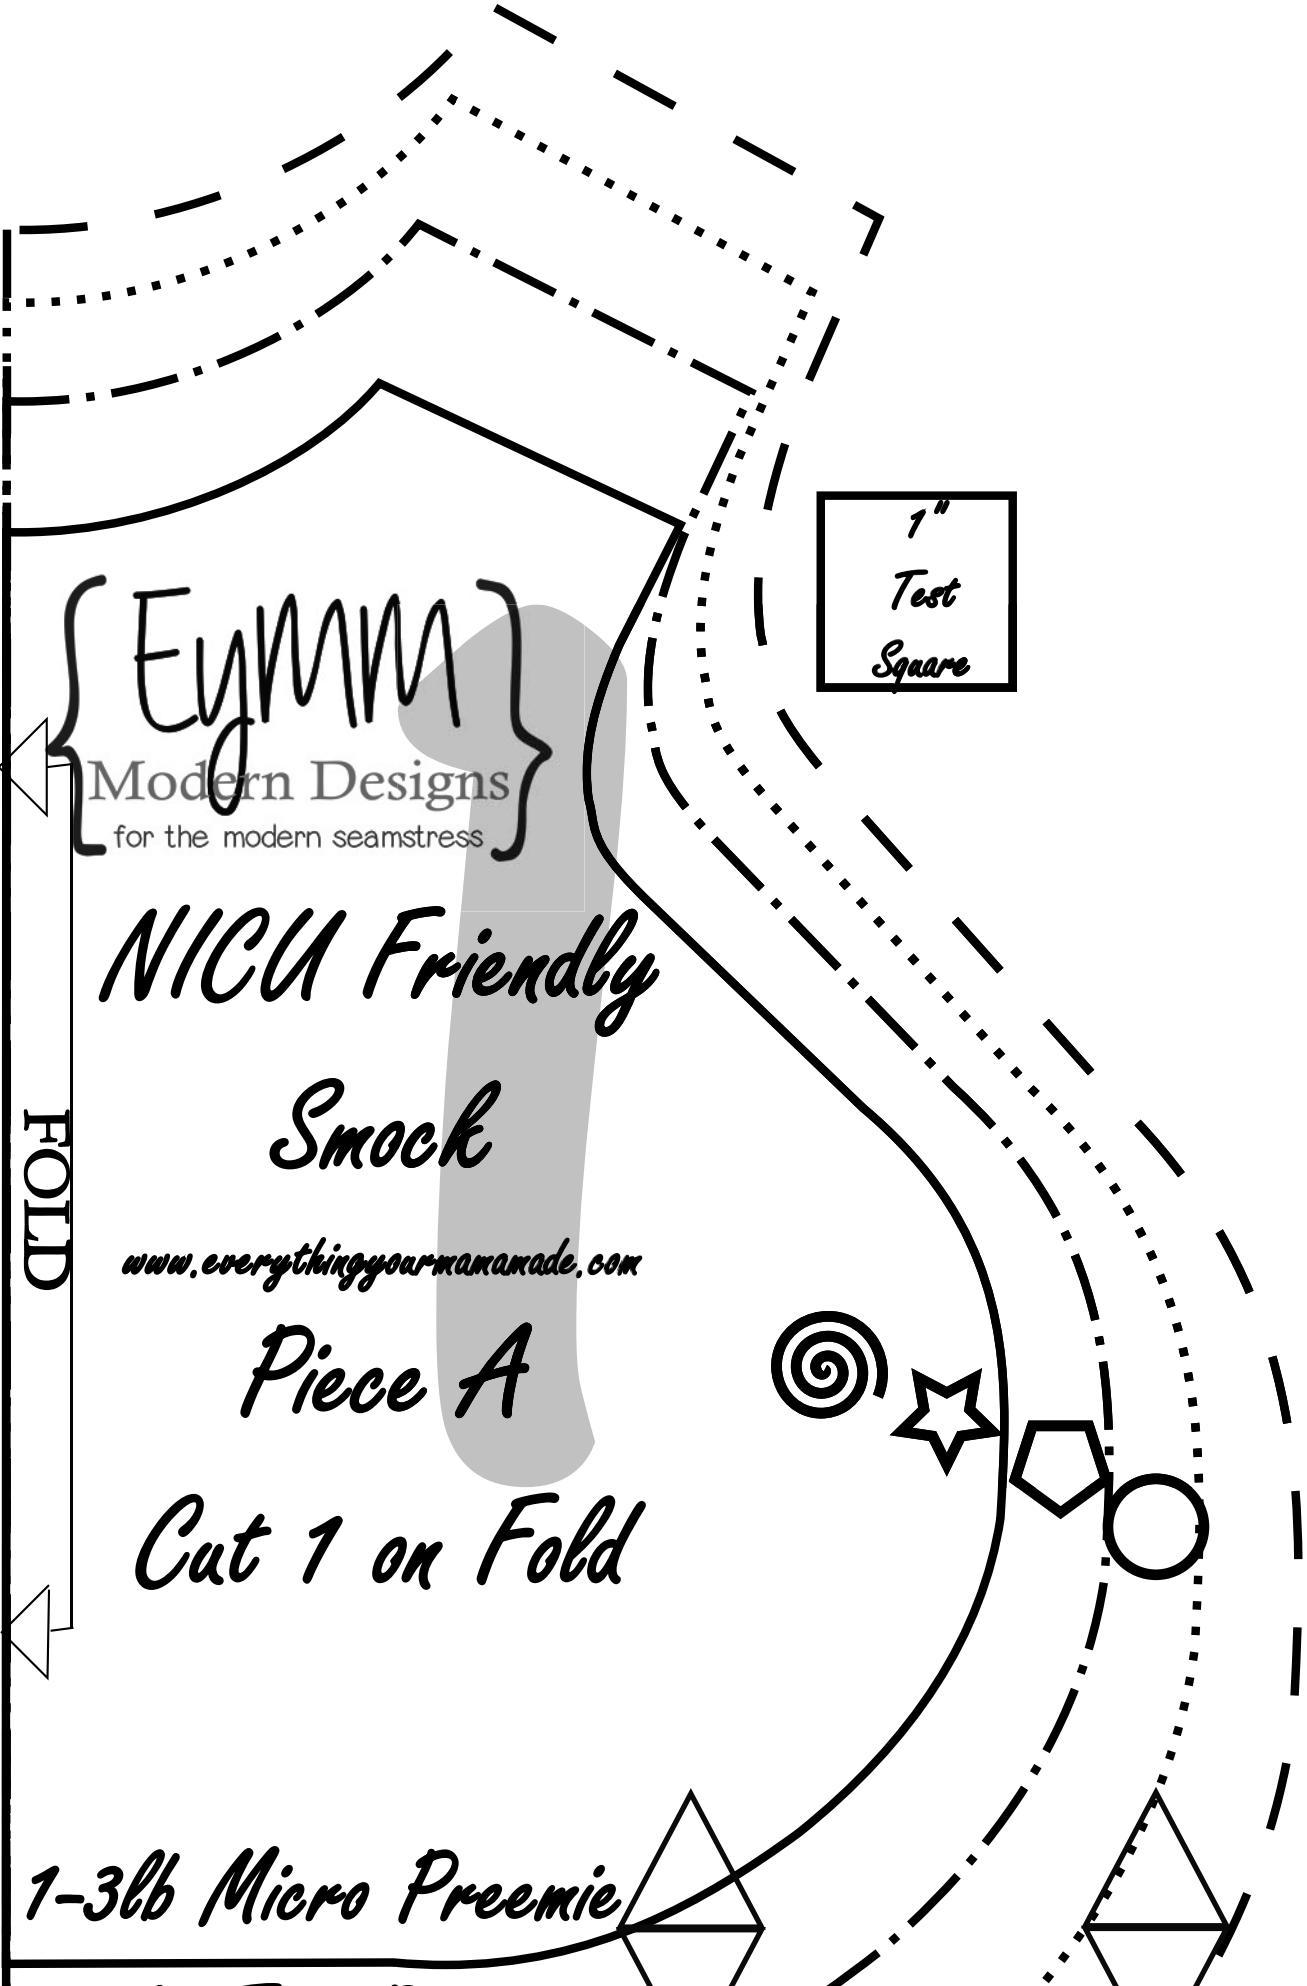 1"
Test
Square
{EYMM}
Modern Designs
for the modern seamstress
1
NICU Friendly
Smock
FOLD
www.everythingyourmamamade.com
Piece A
Cut 1 on Fold
1-3lb Micro Preemie